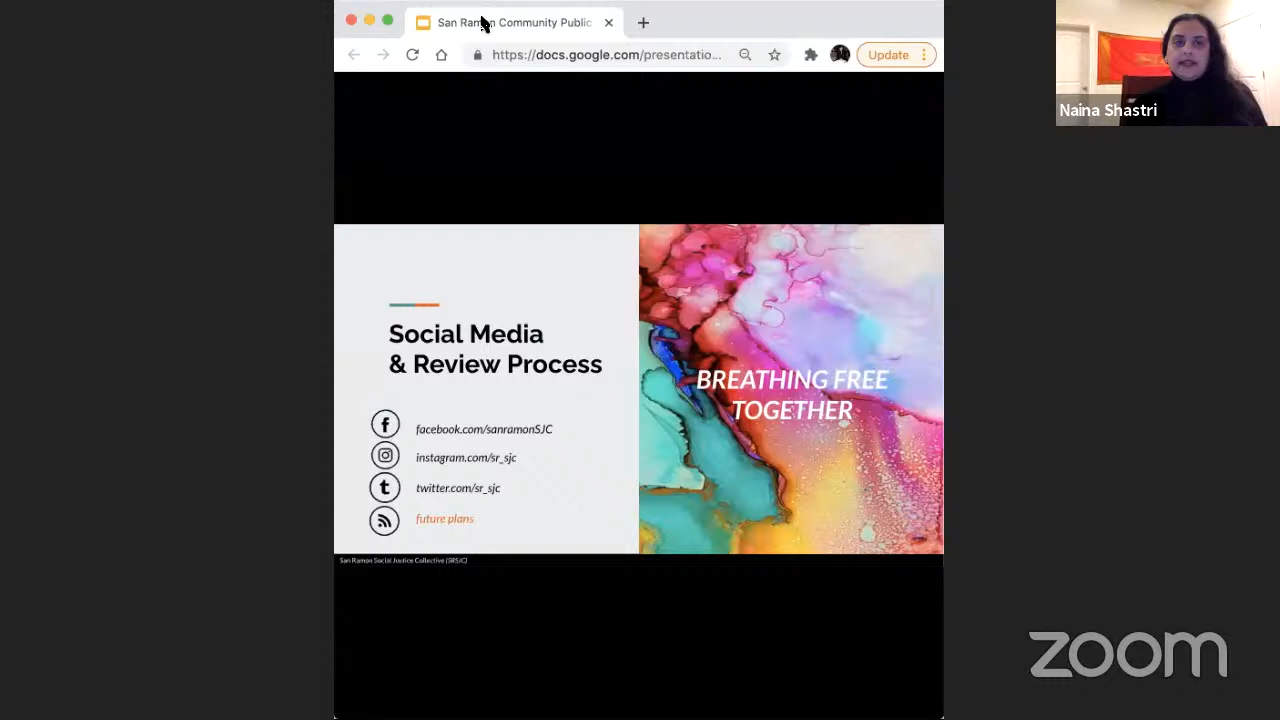 San Ramon Community Public
https://docs.google.com/presentatio...
Update
Naina Shastri
Social Media
& Review Process
facebook.com/sanramonSJC
instagram.com/sr_sjc
twitter.com/sr_sjc
future plans
BREATHING FREE
TOGETHER
San Ramon Social Justice Collective (SRSJC)
zoom